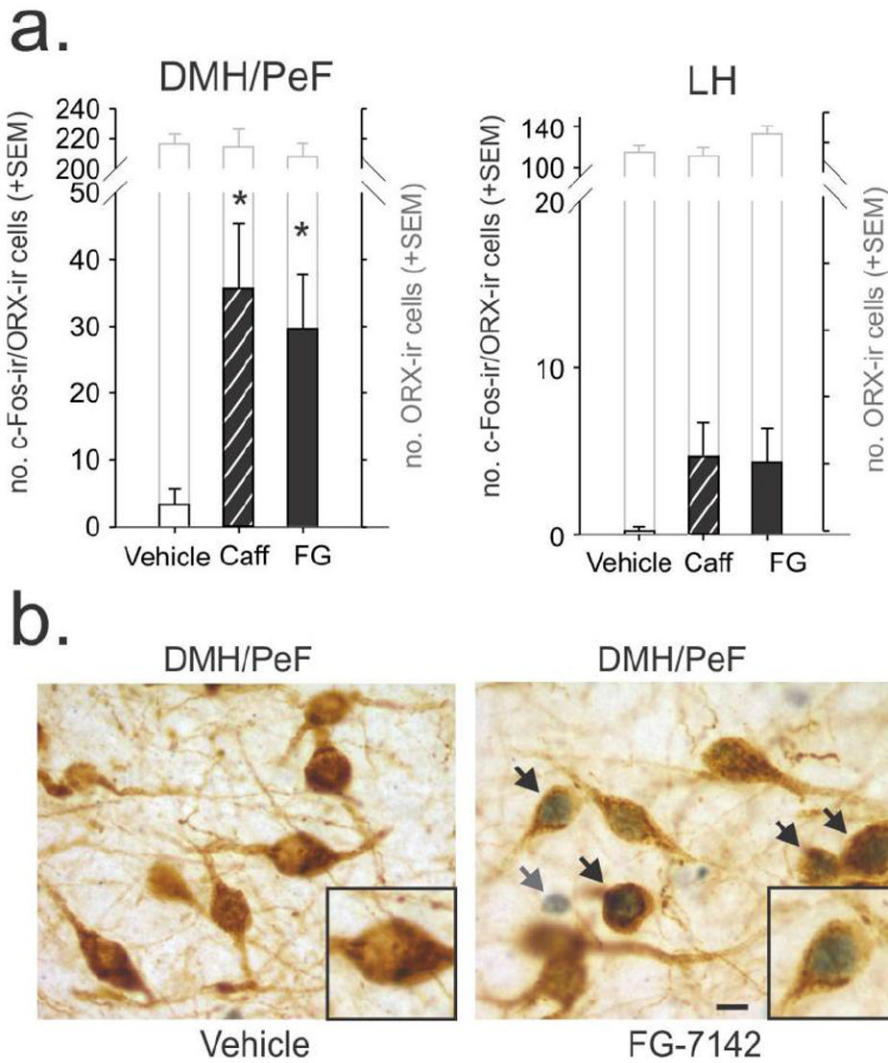 a.
DMH/PeF
no. c-Fos-ir/ORX-ir cells (+SEM)
240
220
200
50
40
30
20
10
0
*
*
Vehicle Caff FG
no. ORX-ir cells (+SEM)
LH
no. c-Fos-ir/ORX-ir cells (+SEM)
140
100
20
10
0
Vehicle Caff FG
no. ORX-ir cells (+SEM)
b.
DMH/PeF
DMH/PeF
Vehicle
FG-7142